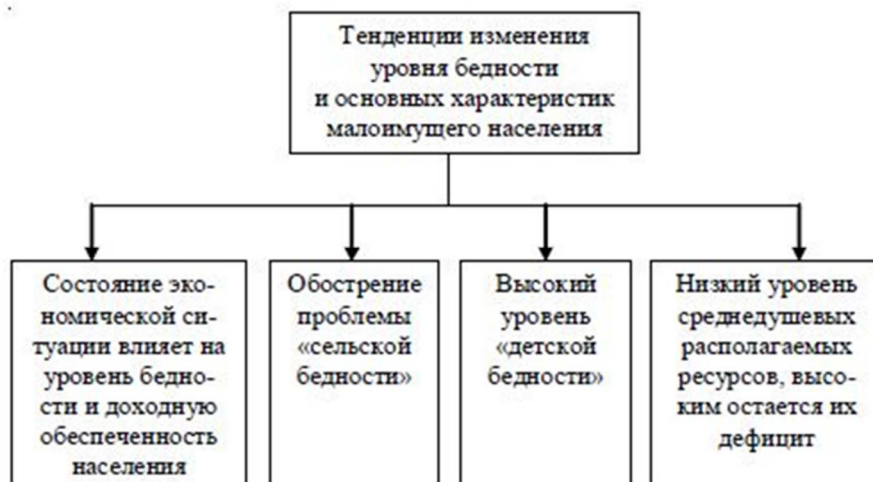 Тенденции изменения
уровня бедности
и основных характеристик
малоимущего населения
Состояние эко-
номической си-
туации влияет на
уровень бедно-
сти и доходную
обеспеченность
населения
Обострение
проблемы
«сельской
бедности»
Высокий
уровень
«детской
бедности»
Низкий уровень
среднедушевых
располагаемых
ресурсов, высо-
ким остается их
дефицит